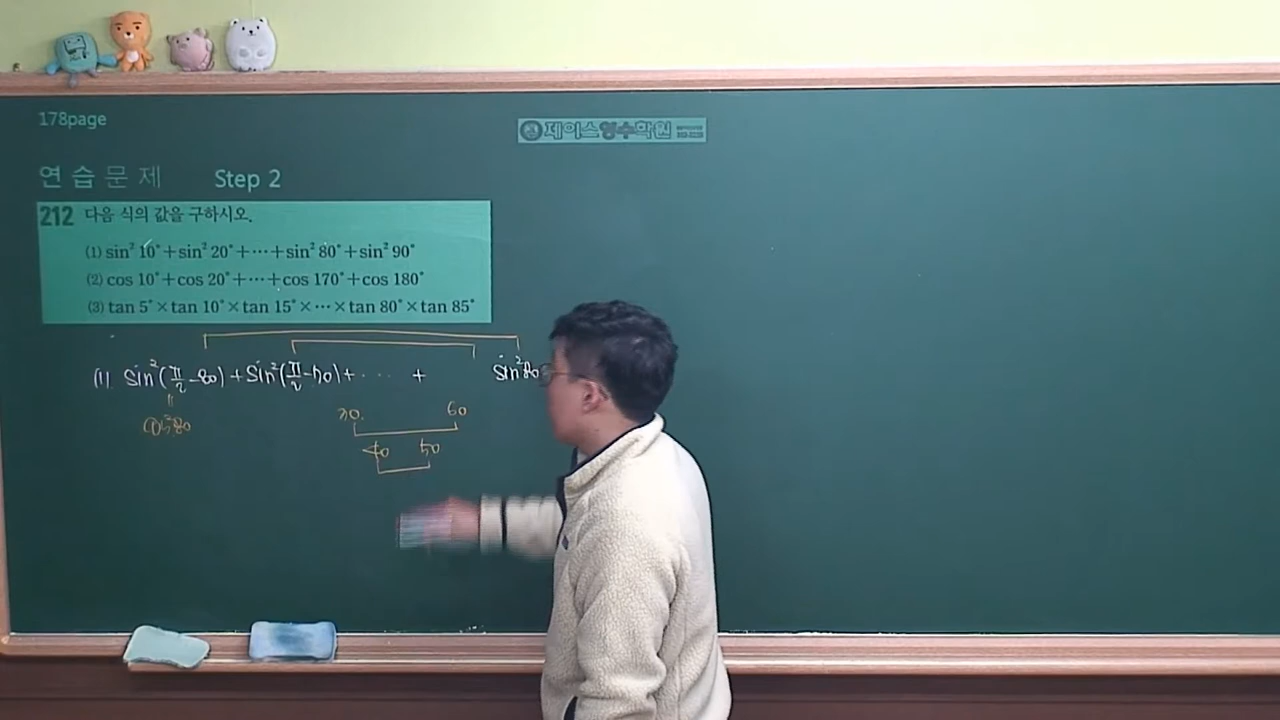 178page
제이스영수학원
연습문제 Step 2
212 다음 식의 값을 구하시오.
(1) sin² 10°+sin² 20°+⋯+sin² 80°+sin² 90°
(2) cos 10°+cos 20°+⋯+cos 170°+cos 180°
(3) tan 5°×tan 10°×tan 15°×⋯×tan 80°×tan 85°
(1) sin²(π/2-80)+sin²(π/2-70)+⋯ + sin²80
30 60
cos²80 40 50